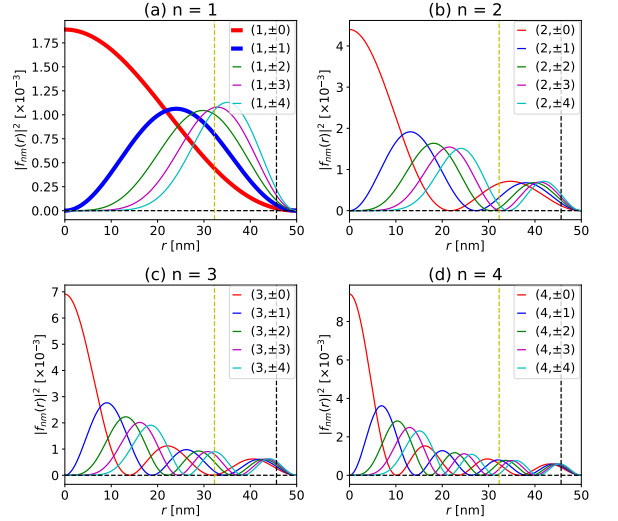 (a) n = 1
|f_nm(r)|² [×10⁻³]
1.75
1.50
1.25
1.00
0.75
0.50
0.25
0.00
(1,±0)
(1,±1)
(1,±2)
(1,±3)
(1,±4)
0 10 20 30 40 50
r [nm]
(b) n = 2
|f_nm(r)|² [×10⁻³]
4
3
2
1
0
(2,±0)
(2,±1)
(2,±2)
(2,±3)
(2,±4)
0 10 20 30 40 50
r [nm]
(c) n = 3
|f_nm(r)|² [×10⁻³]
7
6
5
4
3
2
1
0
(3,±0)
(3,±1)
(3,±2)
(3,±3)
(3,±4)
0 10 20 30 40 50
r [nm]
(d) n = 4
|f_nm(r)|² [×10⁻³]
8
6
4
2
0
(4,±0)
(4,±1)
(4,±2)
(4,±3)
(4,±4)
0 10 20 30 40 50
r [nm]